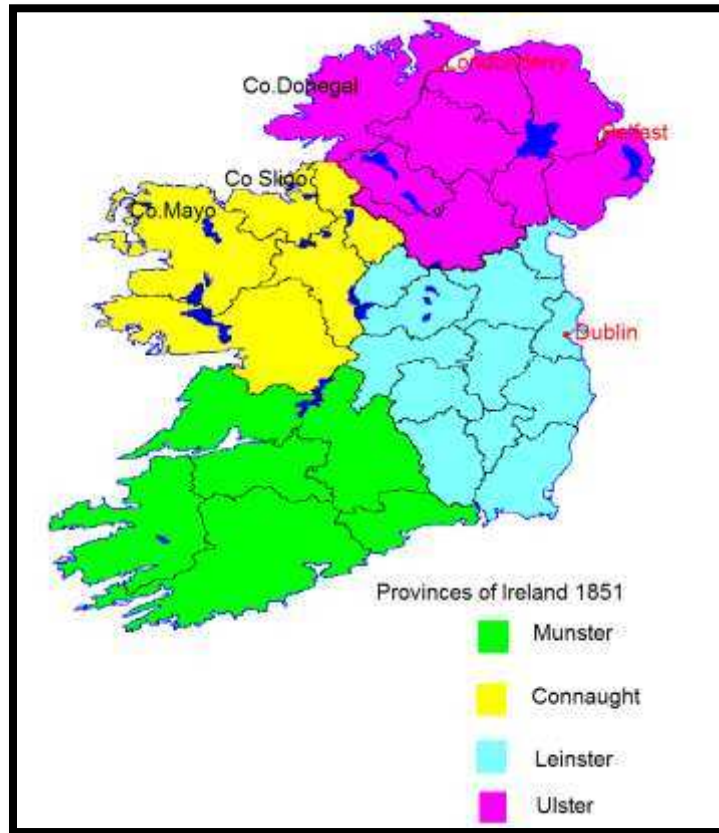 Londonderry
Co.Donegal
Belfast
Co Sligo
Co.Mayo
Dublin
Provinces of Ireland 1851
Munster
Connaught
Leinster
Ulster